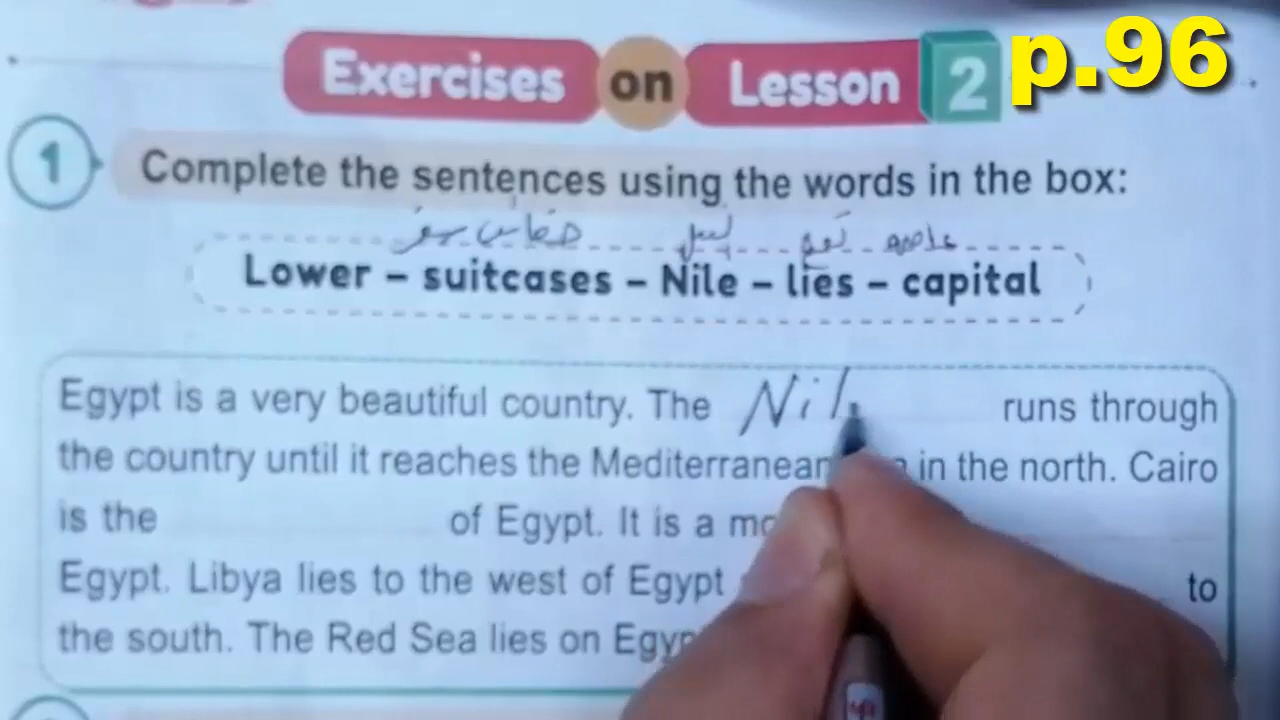 Exercises on Lesson 2 p.96
1 Complete the sentences using the words in the box:
نيل تقع عاصمة
Lower – suitcases – Nile – lies – capital
Egypt is a very beautiful country. The Nil runs through
the country until it reaches the Mediterranean in the north. Cairo
is the of Egypt. It is a
Egypt. Libya lies to the west of Egypt to
the south. The Red Sea lies on